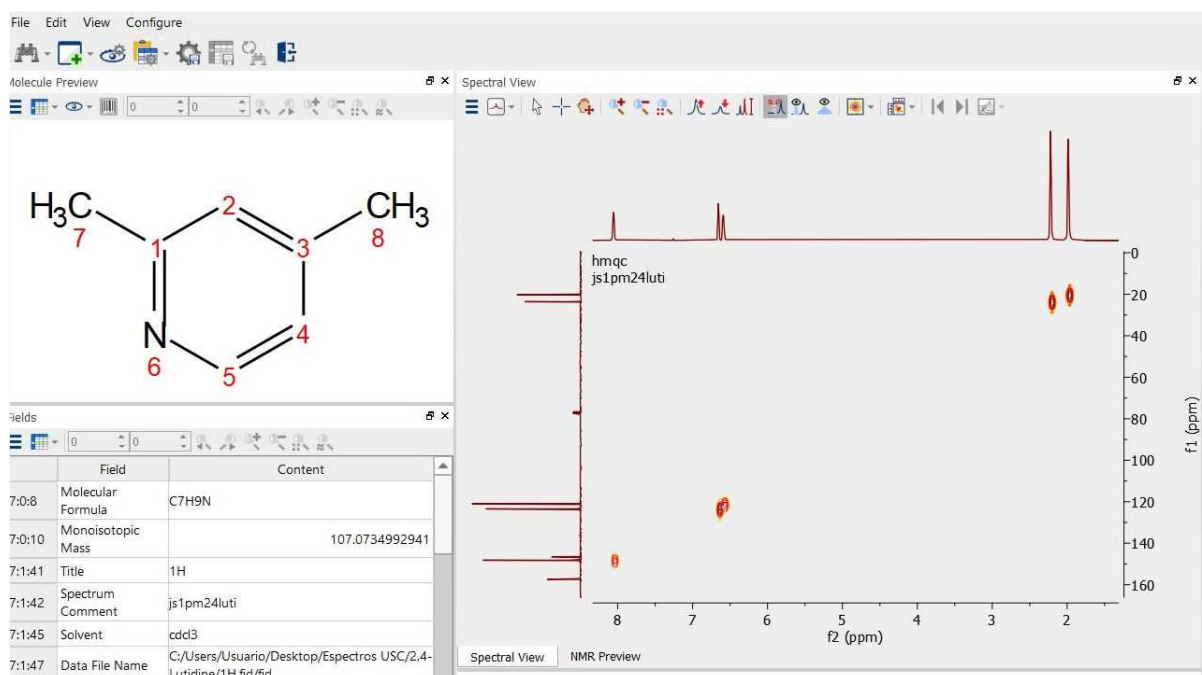 File Edit View Configure
Molecule Preview
0 0
H₃C
7
1
2
3
4
5
N
6
CH₃
8
Fields
0 0
Field Content
7:0:8 Molecular Formula C7H9N
7:0:10 Monoisotopic Mass 107.0734992941
7:1:41 Title 1H
7:1:42 Spectrum Comment js1pm24luti
7:1:45 Solvent cdcl3
7:1:47 Data File Name C:/Users/Usuario/Desktop/Espectros USC/2,4-
Lutidine/1H.fid/fid
Spectral View
hmqc
js1pm24luti
0
20
40
60
80
100
120
140
160
f1 (ppm)
8 7 6 5 4 3 2
f2 (ppm)
Spectral View NMR Preview